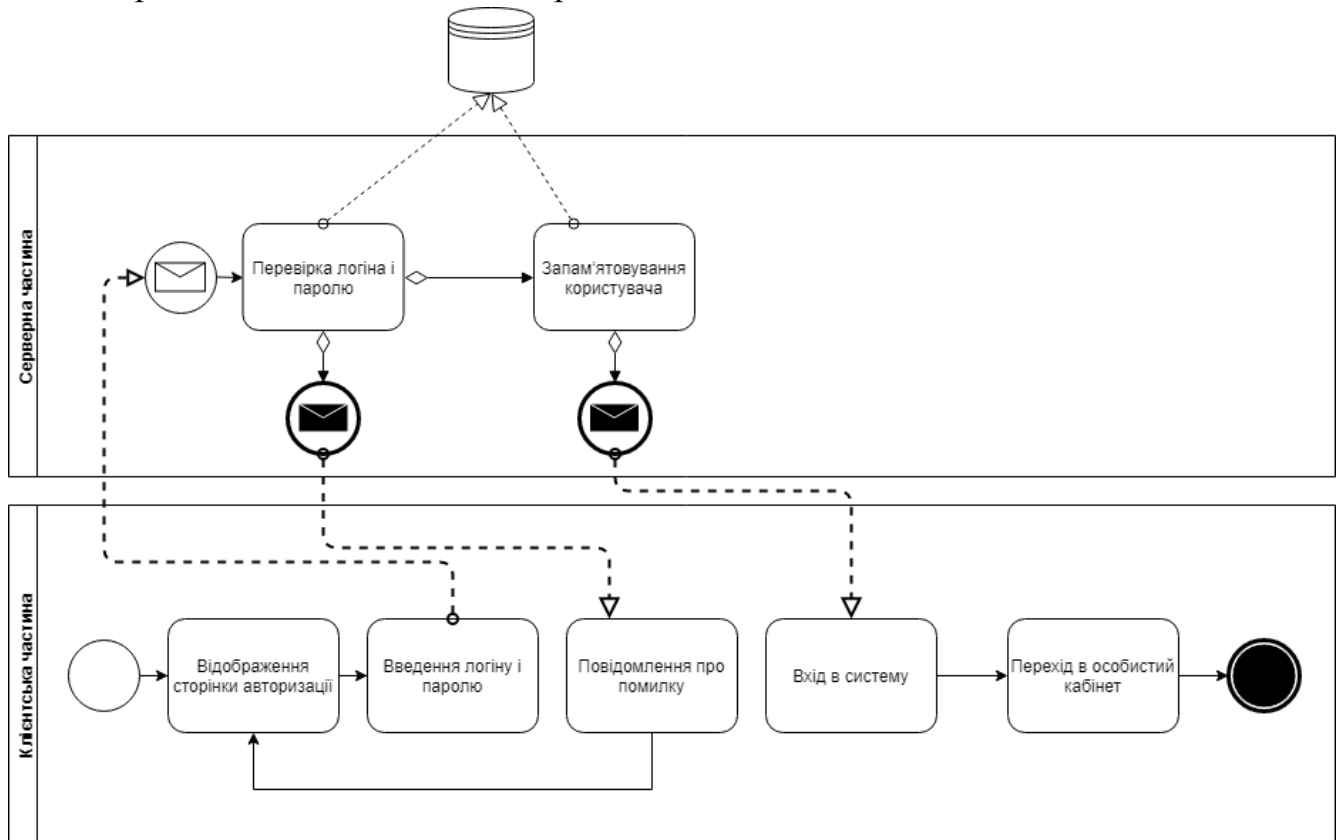 Серверна частина
Перевірка логіна і
паролю
Запам'ятовування
користувача
Клієнтська частина
Відображення
сторінки авторизації
Введення логіну і
паролю
Повідомлення про
помилку
Вхід в систему
Перехід в особистий
кабінет